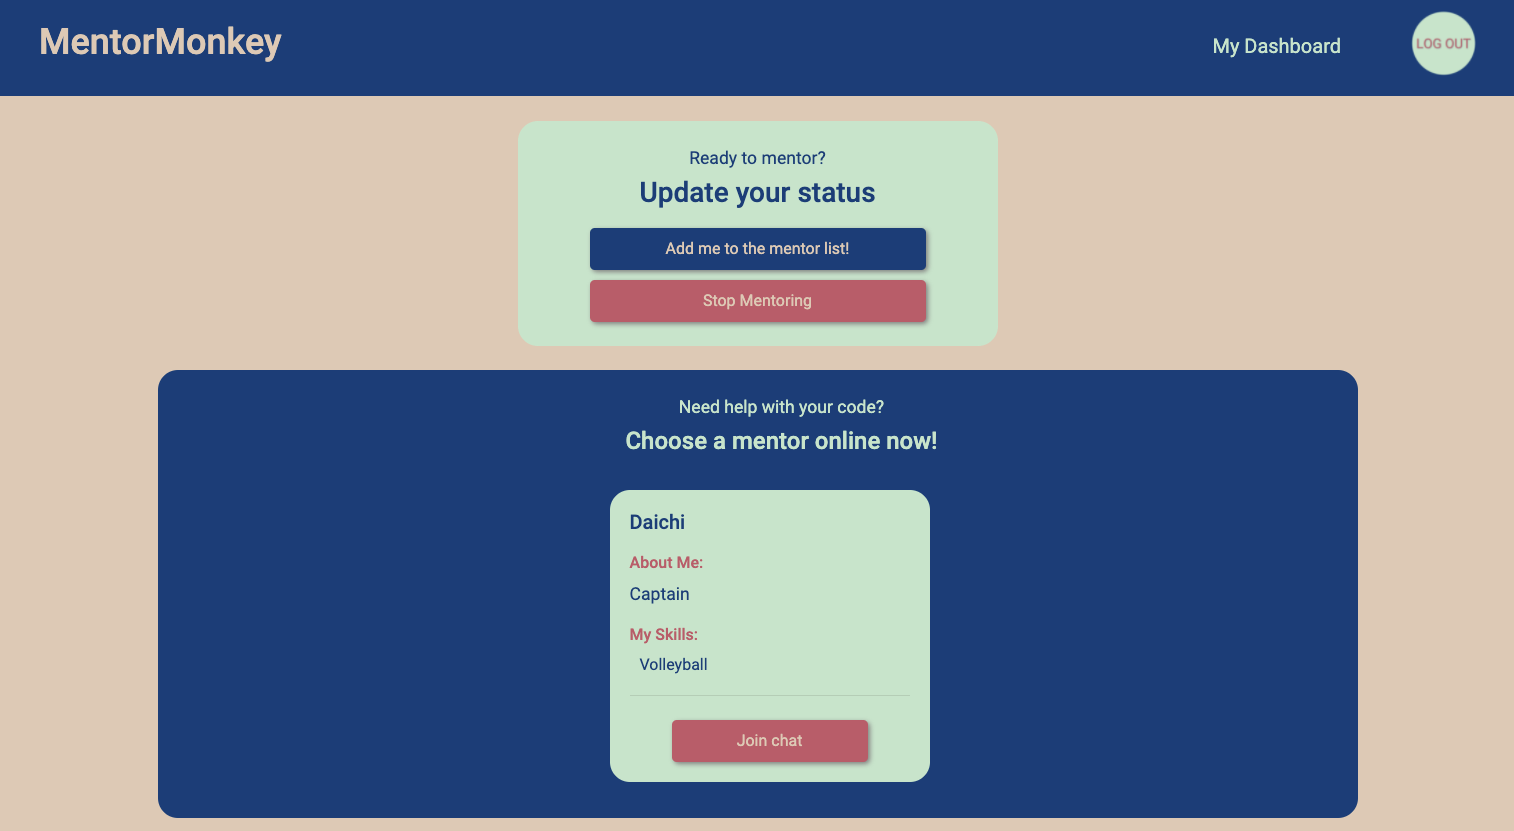 MentorMonkey
My Dashboard
LOG OUT
Ready to mentor?
Update your status
Add me to the mentor list!
Stop Mentoring
Need help with your code?
Choose a mentor online now!
Daichi
About Me:
Captain
My Skills:
Volleyball
Join chat